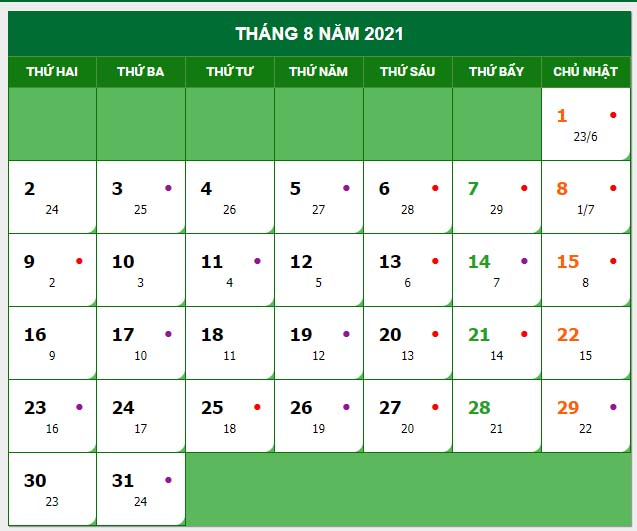 THÁNG 8 NĂM 2021
THỨ HAI THỨ BA THỨ TƯ THỨ NĂM THỨ SÁU THỨ BẨY CHỦ NHẬT
1
23/6
2 3 4 5 6 7 8
24 25 26 27 28 29 1/7
9 10 11 12 13 14 15
2 3 4 5 6 7 8
16 17 18 19 20 21 22
9 10 11 12 13 14 15
23 24 25 26 27 28 29
16 17 18 19 20 21 22
30 31
23 24